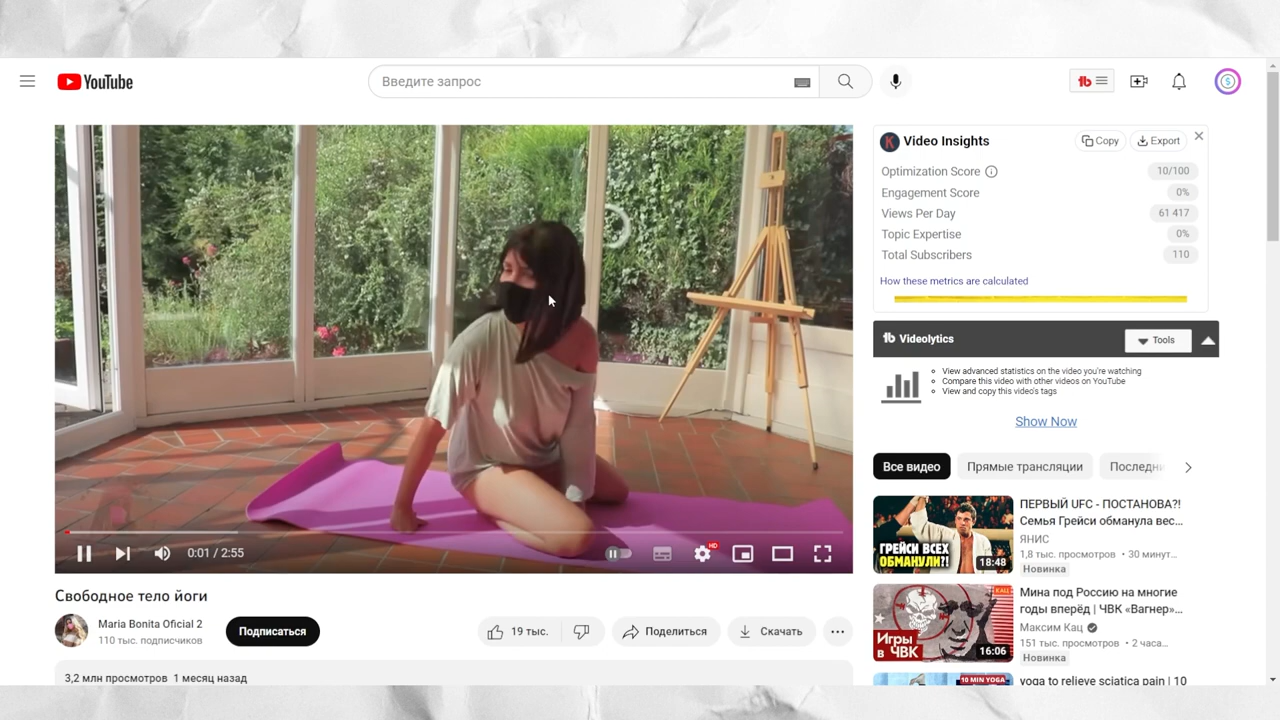 YouTube
Введите запрос
tb
Video Insights
Copy
Export
Optimization Score
10/100
Engagement Score
0%
Views Per Day
61 417
Topic Expertise
0%
Total Subscribers
110
How these metrics are calculated
tb Videolytics
Tools
View advanced statistics on the video you're watching
Compare this video with other videos on YouTube
View and copy this video's tags
Show Now
Все видео
Прямые трансляции
Последни
ГРЕЙСИ ВСЕХ
ОБМАНУЛИ?!
18:48
ПЕРВЫЙ UFC - ПОСТАНОВА?!
Семья Грейси обманула вес...
ЯНИС
1,8 тыс. просмотров • 30 минут...
Новинка
Игры
в ЧВК
16:06
Мина под Россию на многие
годы вперёд | ЧВК «Вагнер»...
Максим Кац
151 тыс. просмотров • 2 часа...
Новинка
10 MIN YOGA
yoga to relieve sciatica pain | 10
0:01 / 2:55
HD
Свободное тело йоги
Maria Bonita Oficial 2
110 тыс. подписчиков
Подписаться
19 тыс.
Поделиться
Скачать
3,2 млн просмотров 1 месяц назад